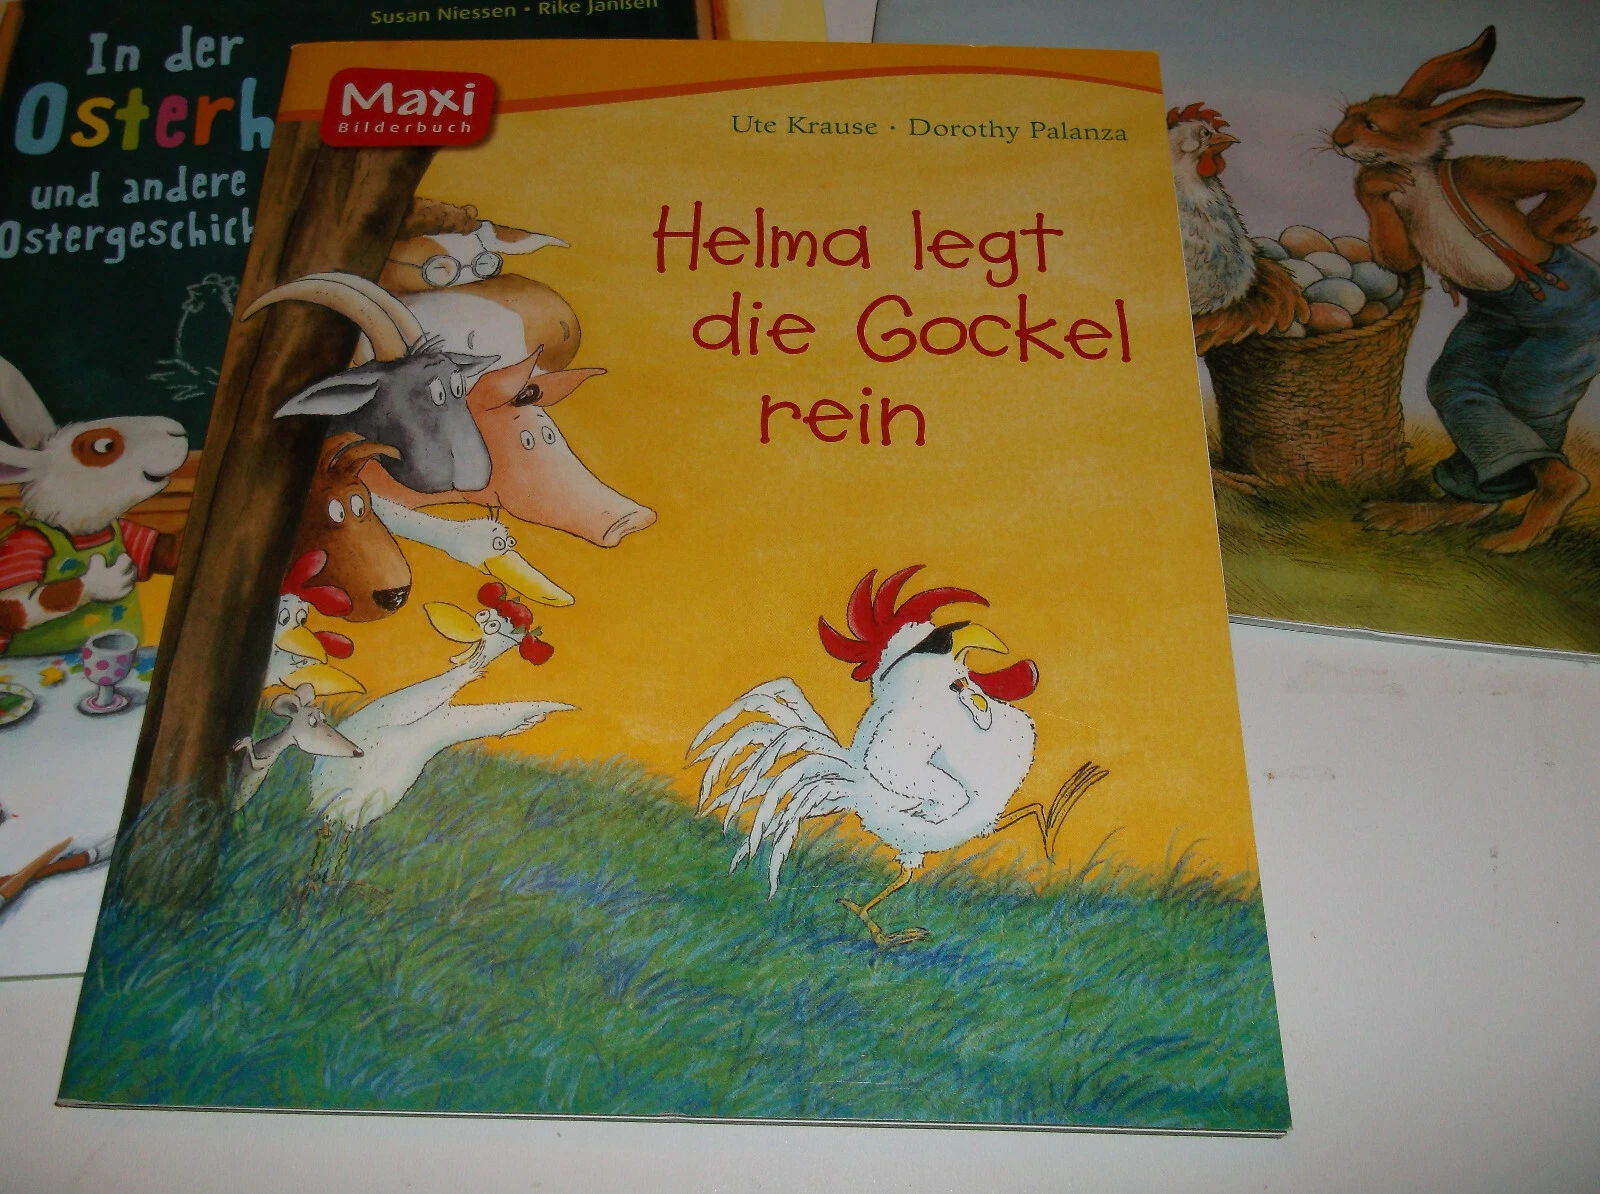 Susan Niessen • Rike Janßen
In der
Osterh
und andere
Ostergeschich
Maxi
Bilderbuch
Ute Krause • Dorothy Palanza
Helma legt
die Gockel
rein